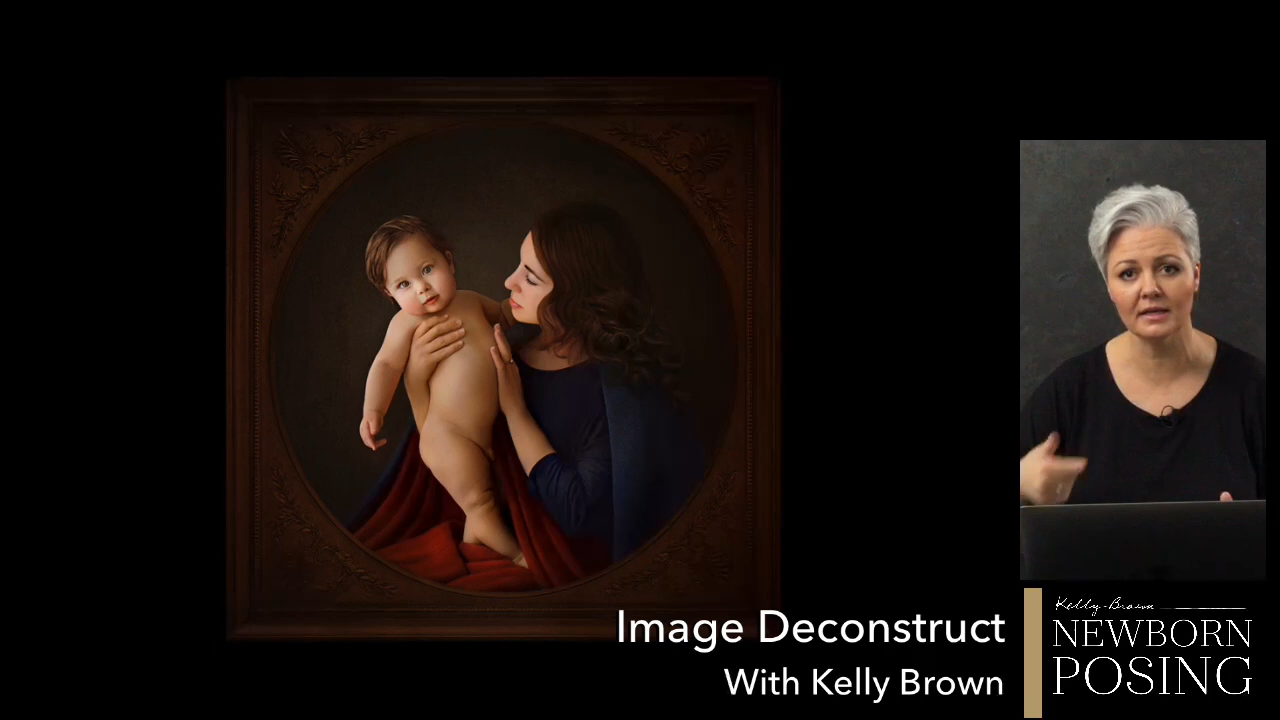 Image Deconstruct
With Kelly Brown
Kelly Brown
NEWBORN
POSING